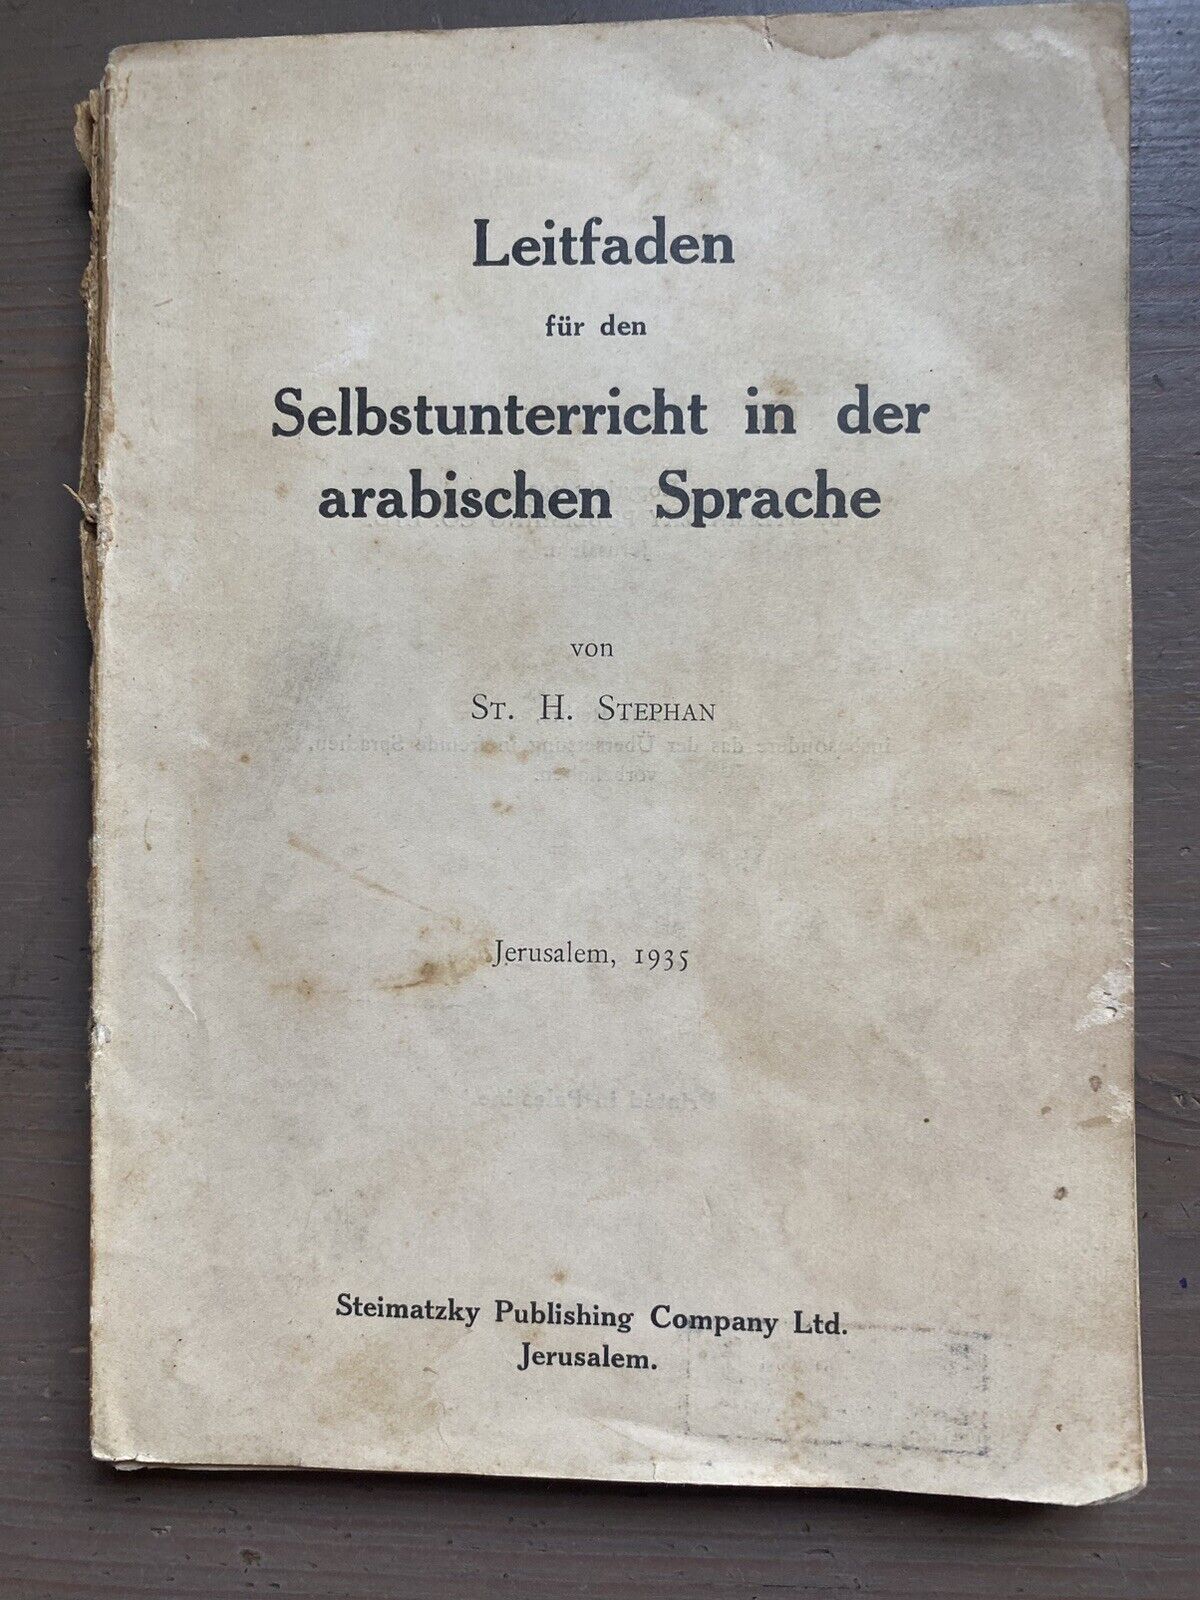 Leitfaden
für den
Selbstunterricht in der
arabischen Sprache
von
St. H. Stephan
Jerusalem, 1935
Steimatzky Publishing Company Ltd.
Jerusalem.